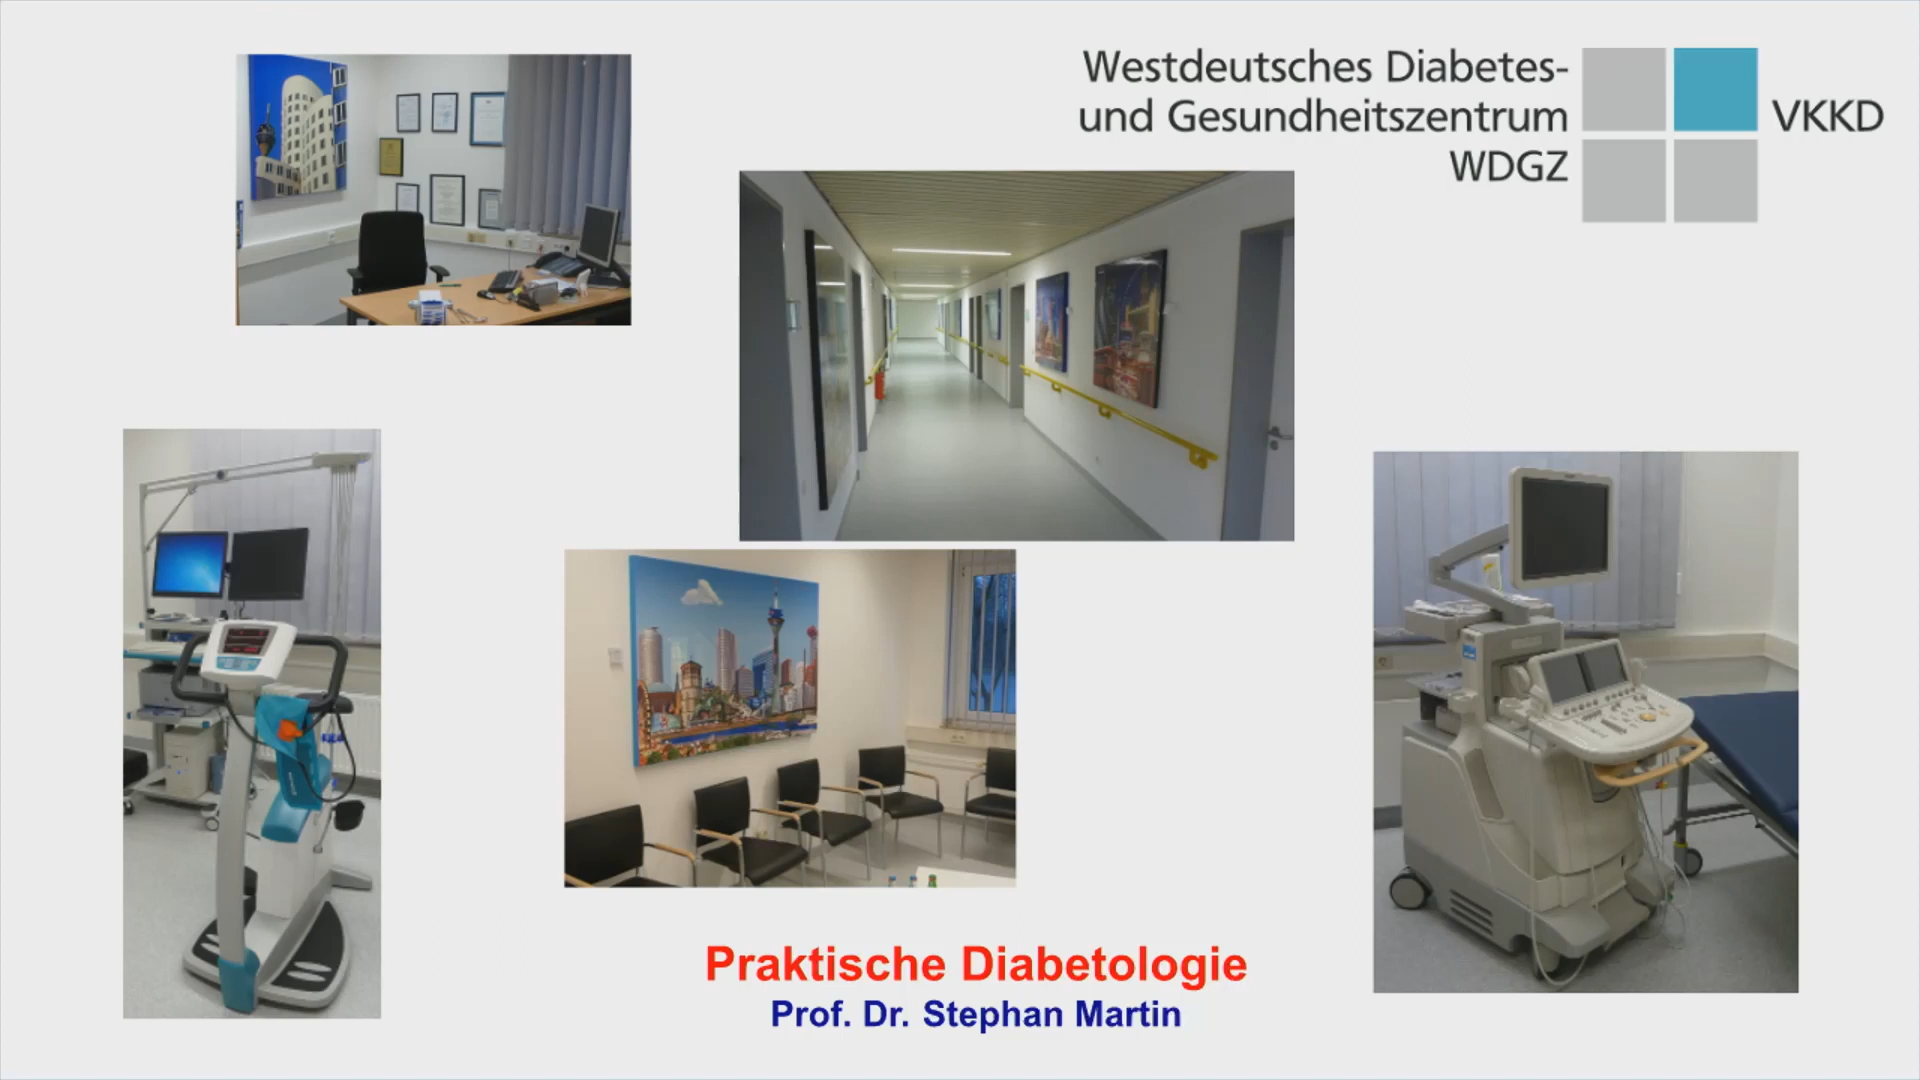 Westdeutsches Diabetes-
und Gesundheitszentrum
WDGZ
VKKD
Praktische Diabetologie
Prof. Dr. Stephan Martin